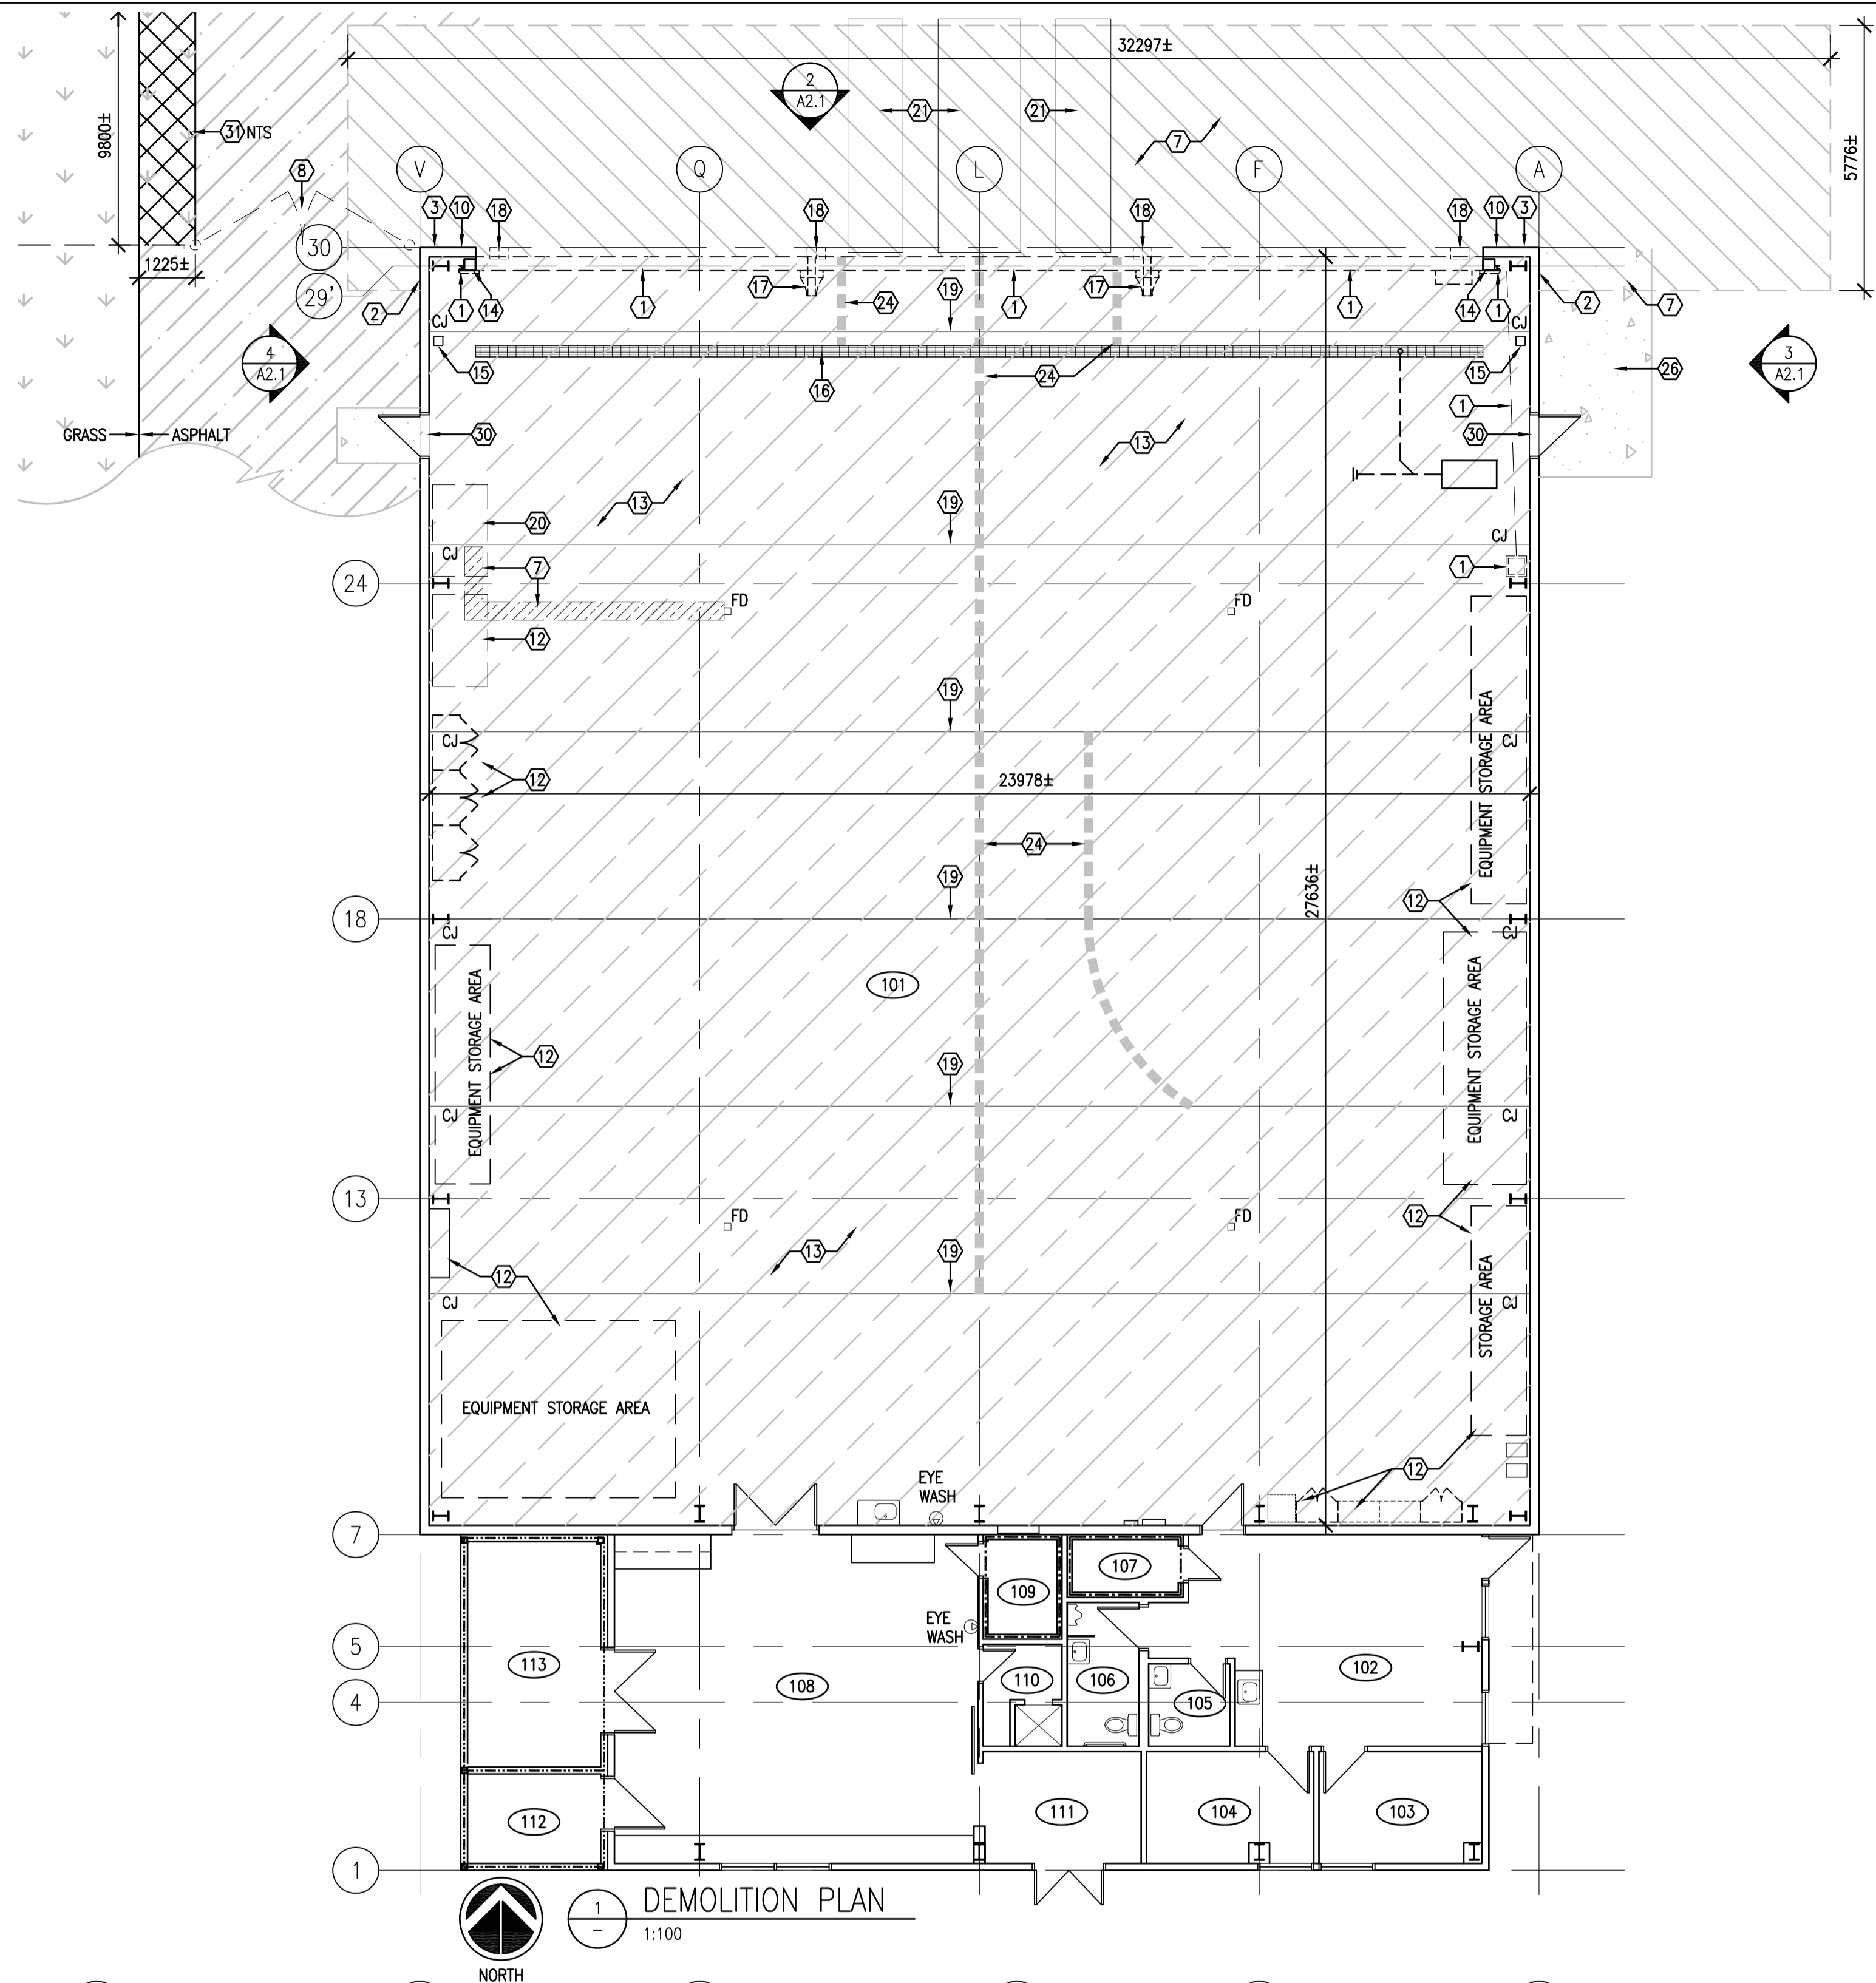 32297±
9800±
2
A2.1
21
21
31 NTS
7
5776±
8
V
Q
L
F
A
3
10
18
18
18
18
10
3
30
1225±
29'
2
1
14
1
17
24
19
1
17
1
14
1
2
7
CJ
CJ
4
A2.1
15
16
24
15
3
A2.1
26
1
GRASS
ASPHALT
30
13
30
13
19
20
CJ
CJ
7
1
24
FD
FD
12
19
EQUIPMENT STORAGE AREA
CJ
CJ
12
23978±
24
27636±
19
12
18
CJ
CJ
101
EQUIPMENT STORAGE AREA
EQUIPMENT STORAGE AREA
12
19
CJ
CJ
13
FD
FD
12
13
19
12
STORAGE AREA
CJ
CJ
EQUIPMENT STORAGE AREA
EYE
WASH
12
7
107
109
EYE
WASH
5
113
110
106
102
108
105
4
112
111
104
103
1
1
–
DEMOLITION PLAN
1:100
NORTH